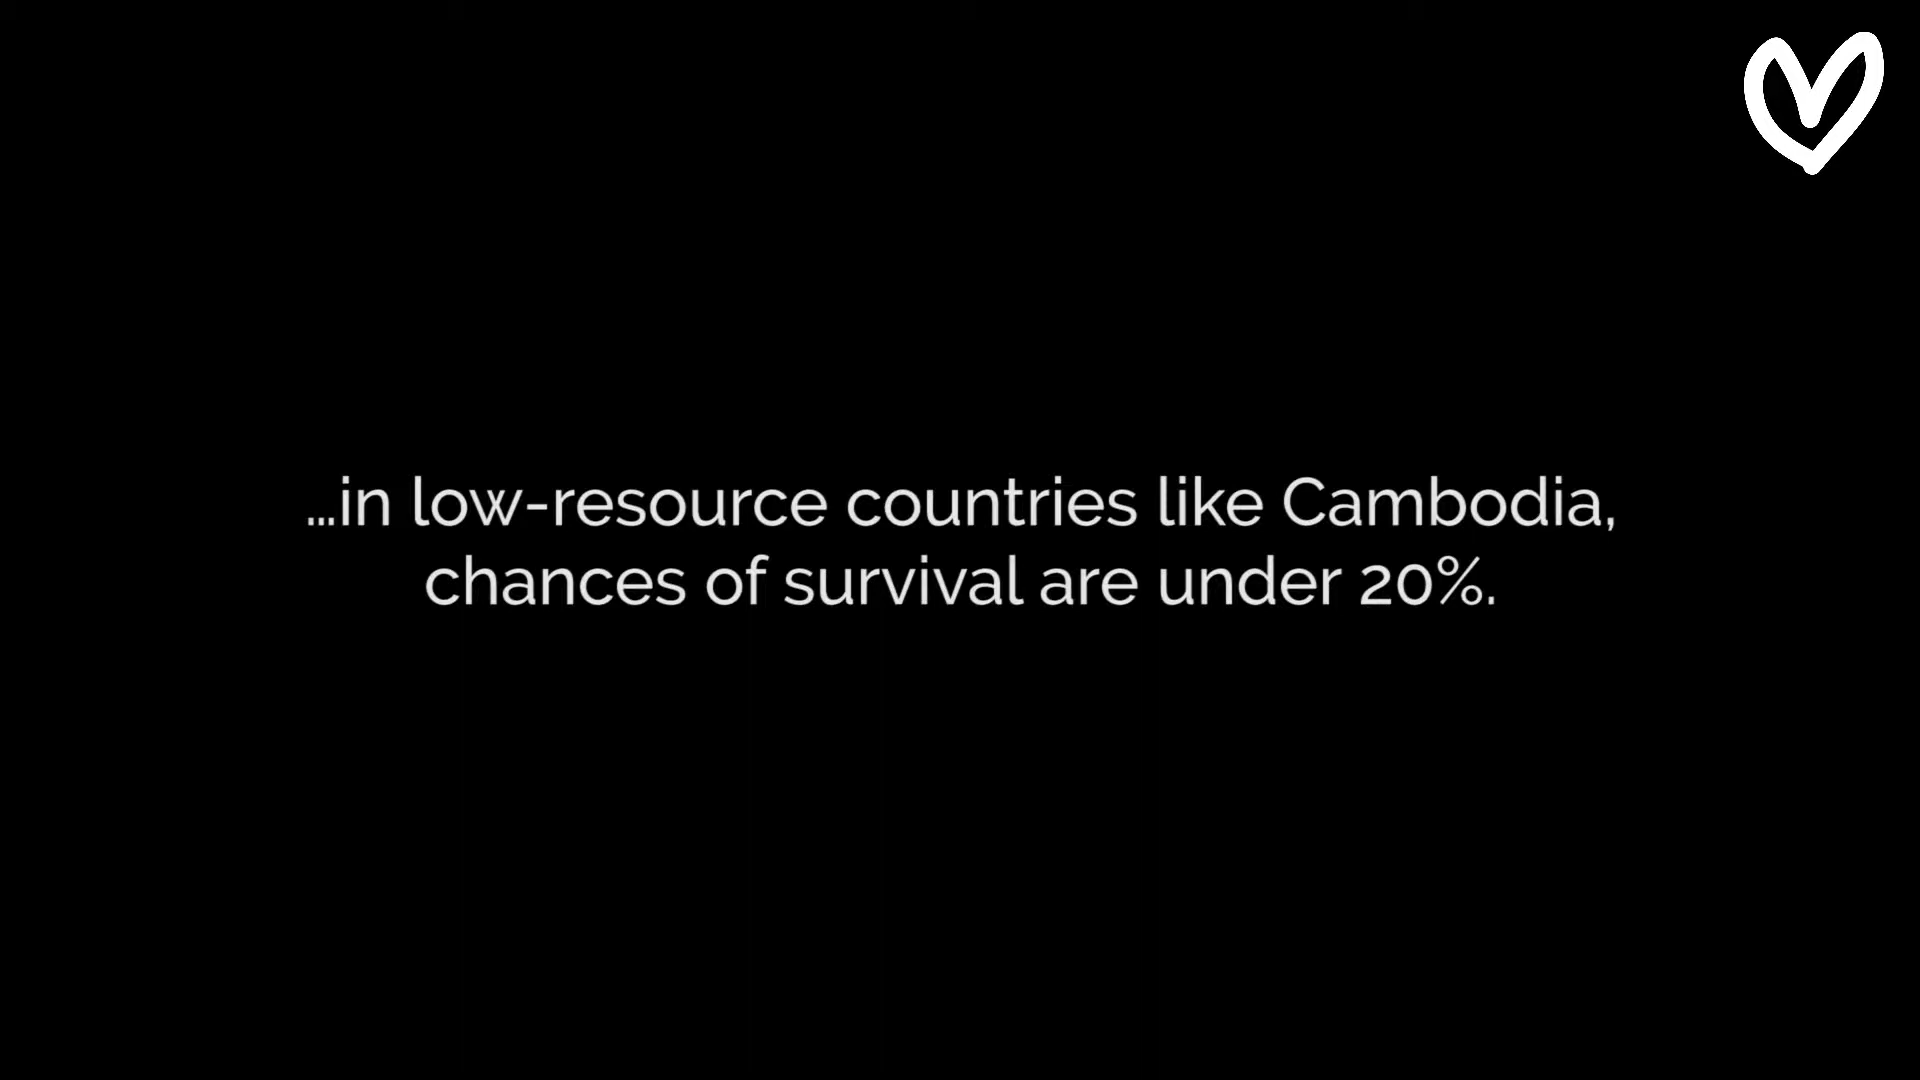 ...in low-resource countries like Cambodia,
chances of survival are under 20%.